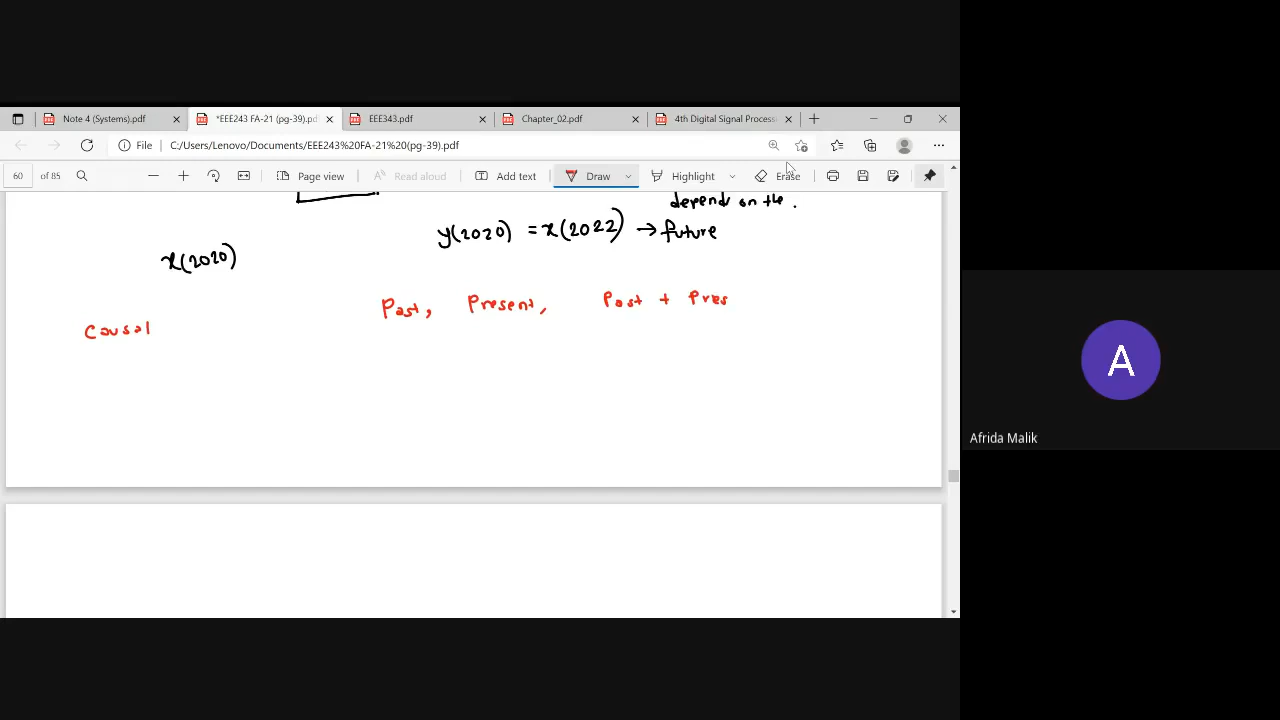 Note 4 (Systems).pdf
*EEE243 FA-21 (pg-39).pd
EEE343.pdf
Chapter_02.pdf
4th Digital Signal Process
File
C:/Users/Lenovo/Documents/EEE243%20FA-21%20(pg-39).pdf
60 of 85
Page view
Read aloud
Add text
Draw
Highlight
Erase
depends on the .
y(2020) = x(2022) → future
x(2020)
Past, Present, Past + Pres
Causal
A
Afrida Malik